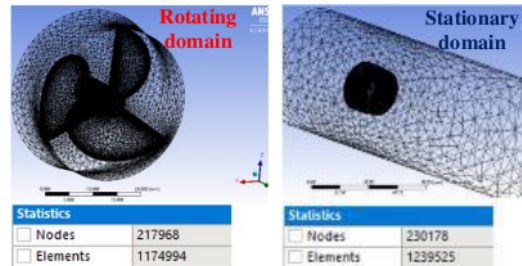 Rotating
domain
Stationary
domain
Statistics
Nodes 217968
Elements 1174994
Statistics
Nodes 230178
Elements 1239525